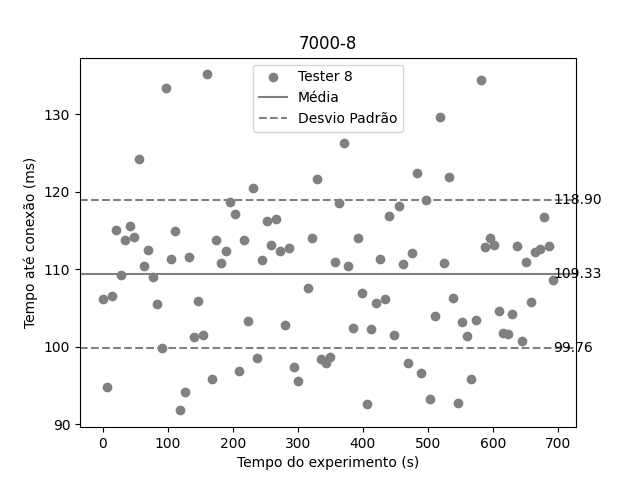 7000-8
Tester 8
Média
Desvio Padrão
Tempo até conexão (ms)
130
120
110
100
90
118.90
109.33
99.76
0 100 200 300 400 500 600 700
Tempo do experimento (s)